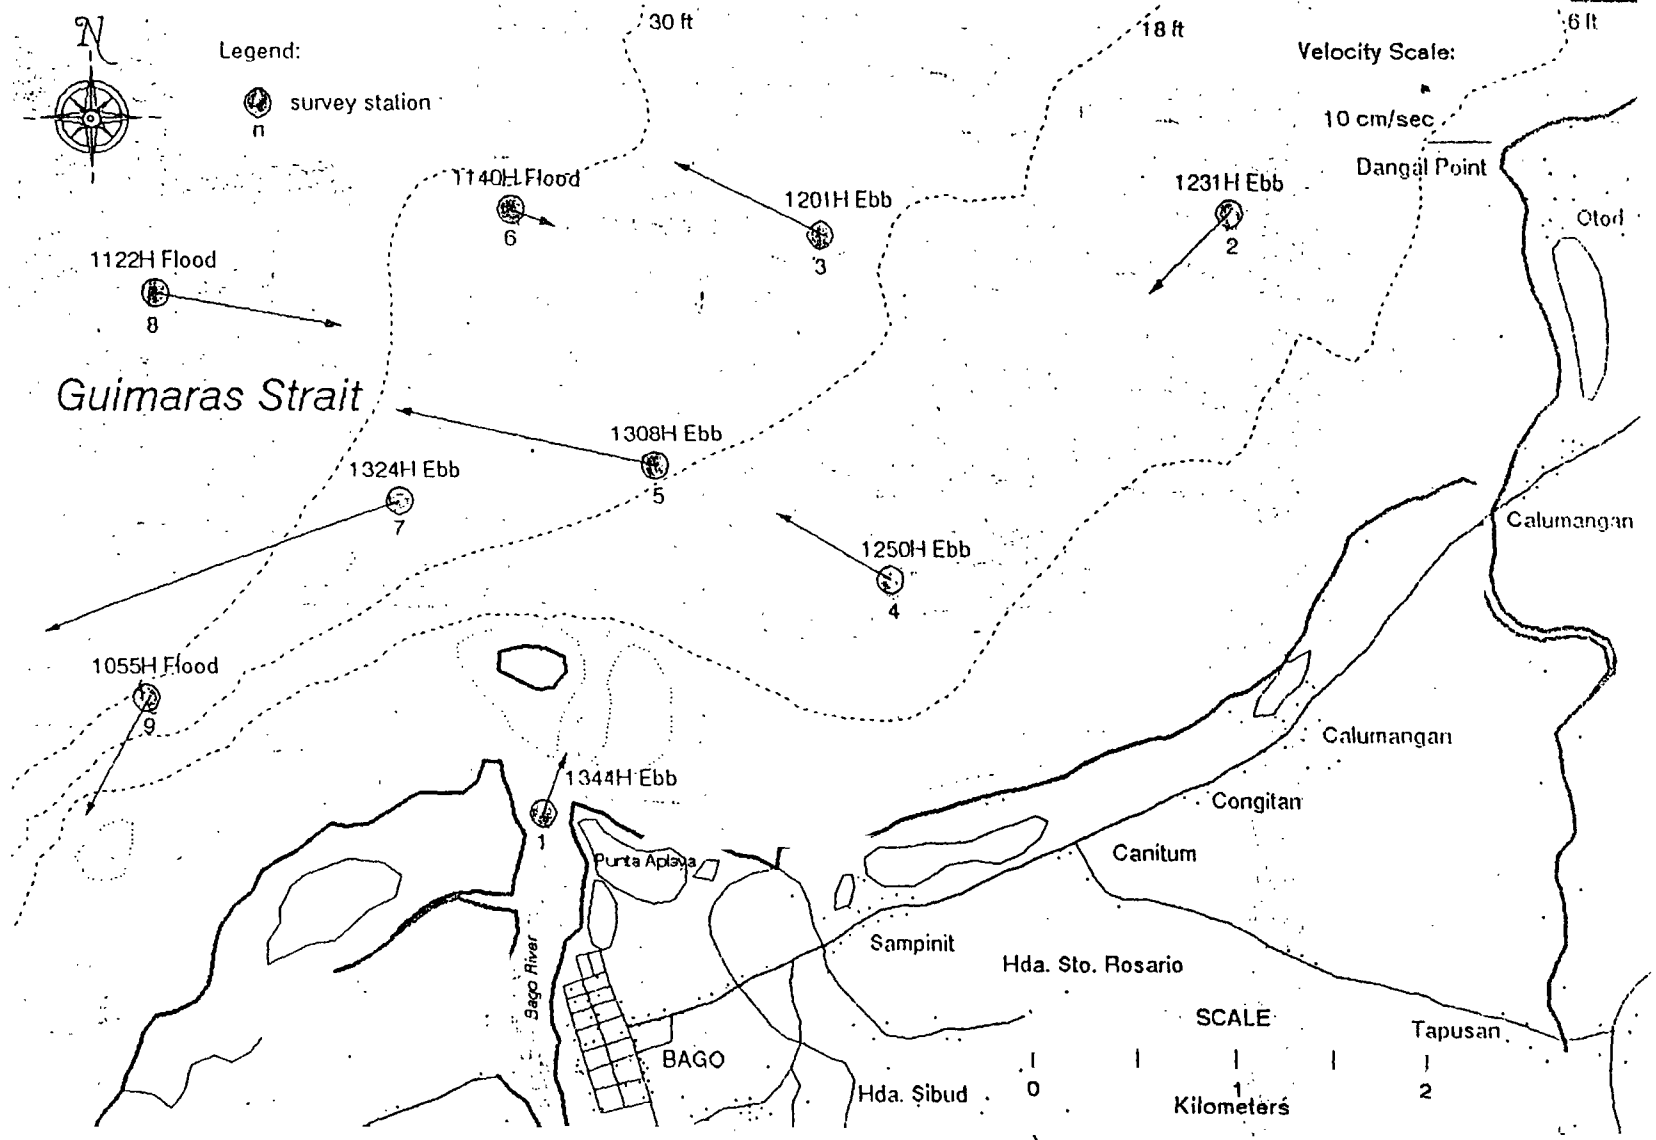 N
30 ft
18 ft
6 ft
Legend:
survey station
n
Velocity Scale:
10 cm/sec
Dangal Point
1140H Flood
6
1201H Ebb
3
1231H Ebb
2
Otod
1122H Flood
8
Guimaras Strait
1308H Ebb
5
1324H Ebb
7
Calumangan
1250H Ebb
4
1055H Flood
9
Calumangan
1344H Ebb
1
Congitan
Punta Aplaya
Canitum
Bago River
Sampinit
Hda. Sto. Rosario
SCALE
Tapusan
BAGO
Hda. Sibud
0
1
2
Kilometers